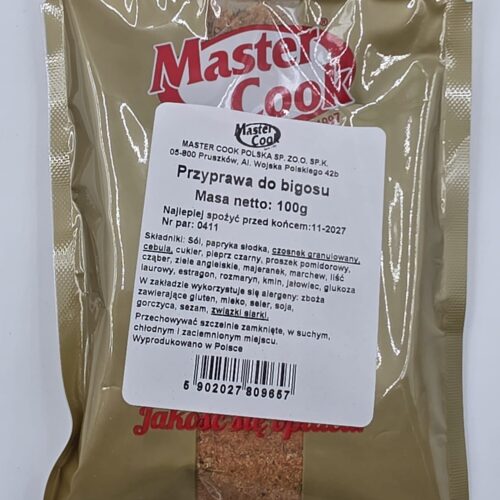 Master
Cook
®
Master
Cook
MASTER COOK POLSKA SP. ZO.O. SP.K.
05-800 Pruszków, Al. Wojska Polskiego 42b
Przyprawa do bigosu
Masa netto: 100g
Najlepiej spożyć przed końcem:11-2027
Nr par: 0411
Składniki: Sól, papryka słodka, czosnek granulowany,
cebula, cukier, pieprz czarny, proszek pomidorowy,
cząber, ziele angielskie, majeranek, marchew, liść
laurowy, estragon, rozmaryn, kmin, jałowiec, glukoza
W zakładzie wykorzystuje się alergeny: zboża
zawierające gluten, mleko, seler, soja,
gorczyca, sezam, związki siarki.
Przechowywać szczelnie zamknięte, w suchym,
chłodnym i zaciemnionym miejscu.
Wyprodukowano w Polsce
5 902027 809657
Jakość się